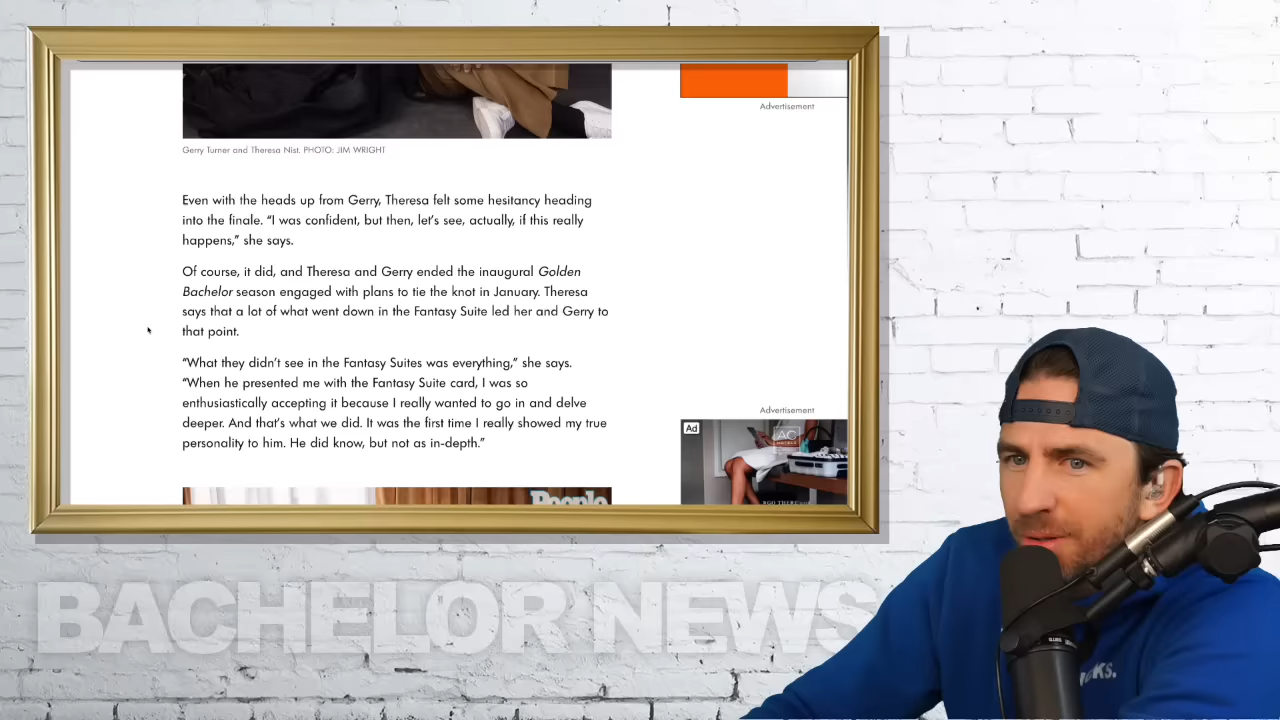 Advertisement
Gerry Turner and Theresa Nist. PHOTO: JIM WRIGHT
Even with the heads up from Gerry, Theresa felt some hesitancy heading
into the finale. “I was confident, but then, let’s see, actually, if this really
happens,” she says.
Of course, it did, and Theresa and Gerry ended the inaugural Golden
Bachelor season engaged with plans to tie the knot in January. Theresa
says that a lot of what went down in the Fantasy Suite led her and Gerry to
that point.
“What they didn’t see in the Fantasy Suites was everything,” she says.
“When he presented me with the Fantasy Suite card, I was so
enthusiastically accepting it because I really wanted to go in and delve
deeper. And that’s what we did. It was the first time I really showed my true
personality to him. He did know, but not as in-depth.”
Advertisement
Ad
AC
HOTELS
People
BACHELOR NEWS
KS.